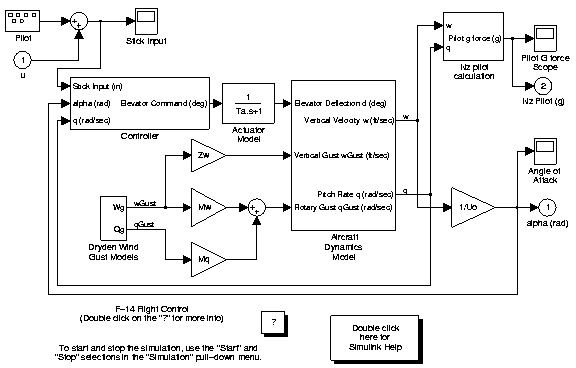 Pilot
1
u
Stick Input
Stick Input (in)
alpha (rad)
q (rad/sec)
Elevator Command (deg)
Controller
1
Ta.s+1
Actuator
Model
Elevator Deflection d (deg)
Vertical Velocity w (ft/sec)
Vertical Gust wGust (ft/sec)
Pitch Rate q (rad/sec)
Rotary Gust qGust (rad/sec)
Aircraft
Dynamics
Model
w
q
w
q
Pilot g force (g)
Nz pilot
calculation
Pilot G force
Scope
2
Nz Pilot (g)
Angle of
Attack
1/Uo
1
alpha (rad)
Zw
Mw
Mq
Wg
Qg
wGust
qGust
Dryden Wind
Gust Models
F-14 Flight Control
(Double click on the "?" for more info)
?
To start and stop the simulation, use the "Start" and
"Stop" selections in the "Simulation" pull-down menu.
Double click
here for
Simulink Help